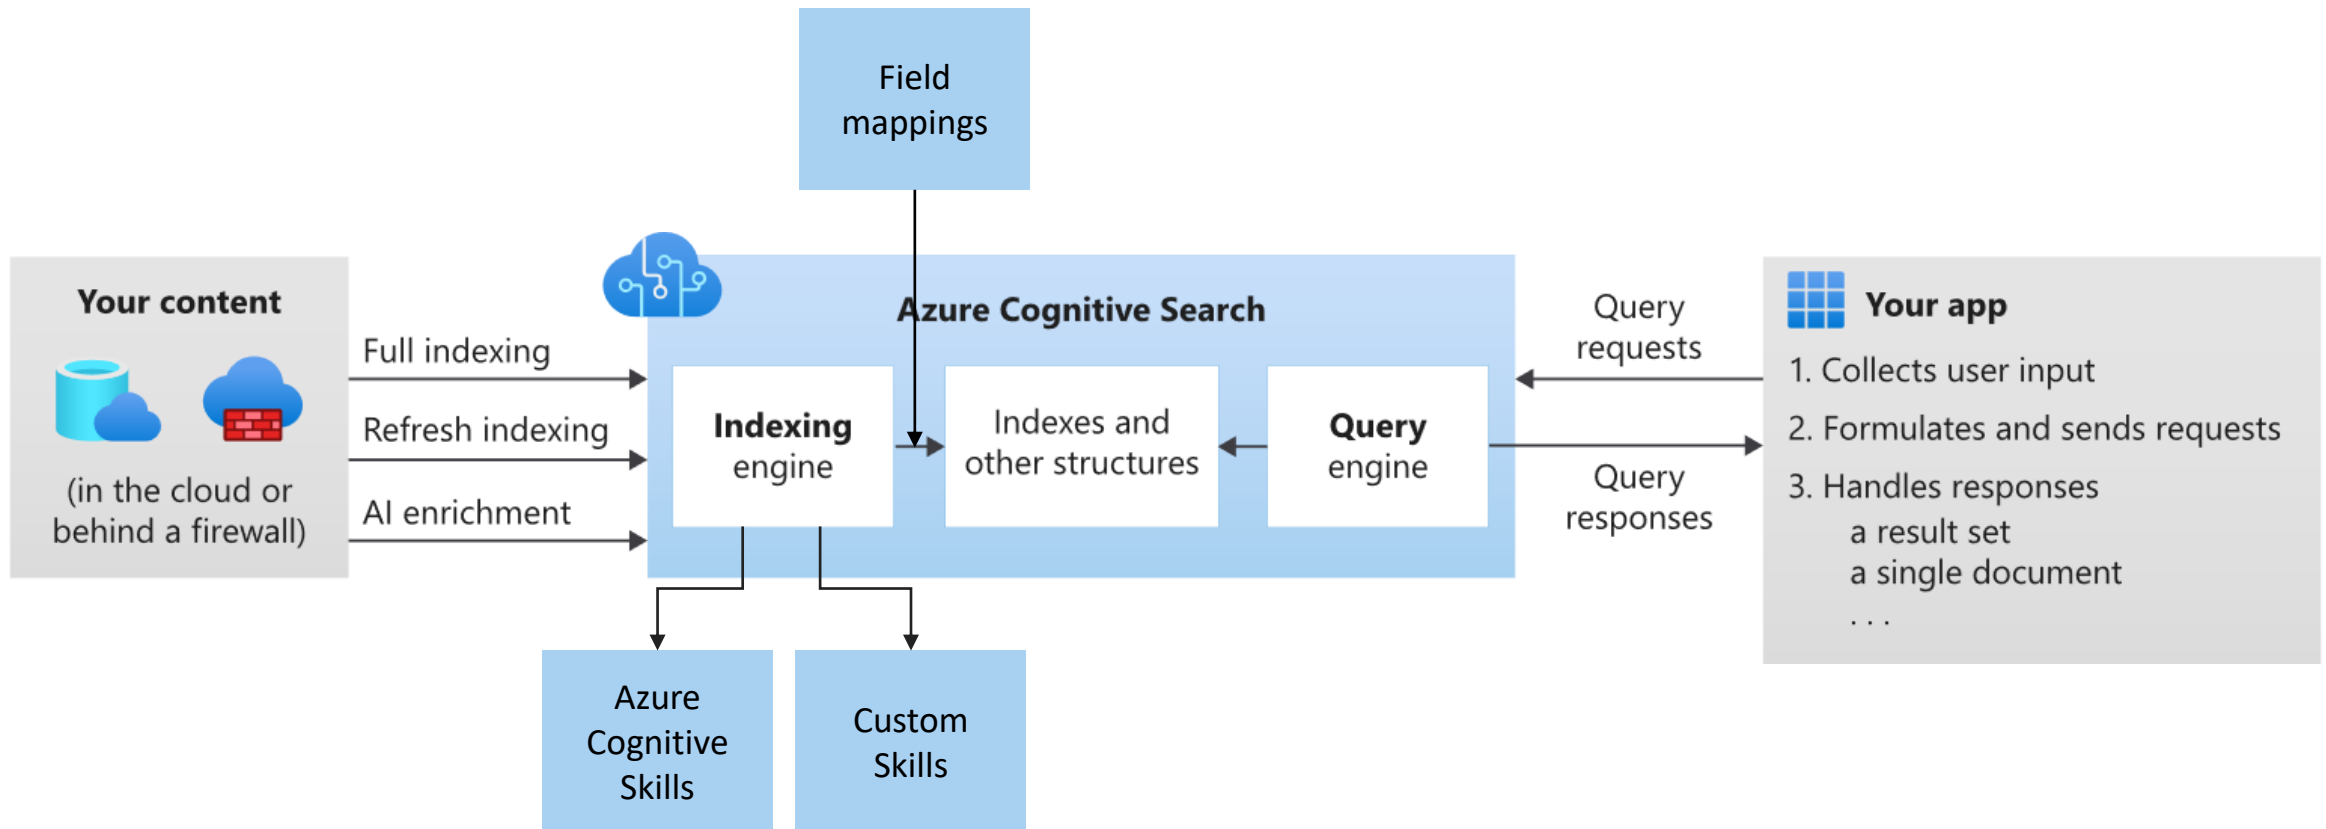 Field
mappings
Your content
(in the cloud or
behind a firewall)
Full indexing
Refresh indexing
AI enrichment
Azure Cognitive Search
Indexing
engine
Indexes and
other structures
Query
engine
Azure
Cognitive
Skills
Custom
Skills
Query
requests
Query
responses
Your app
1. Collects user input
2. Formulates and sends requests
3. Handles responses
a result set
a single document
. . .